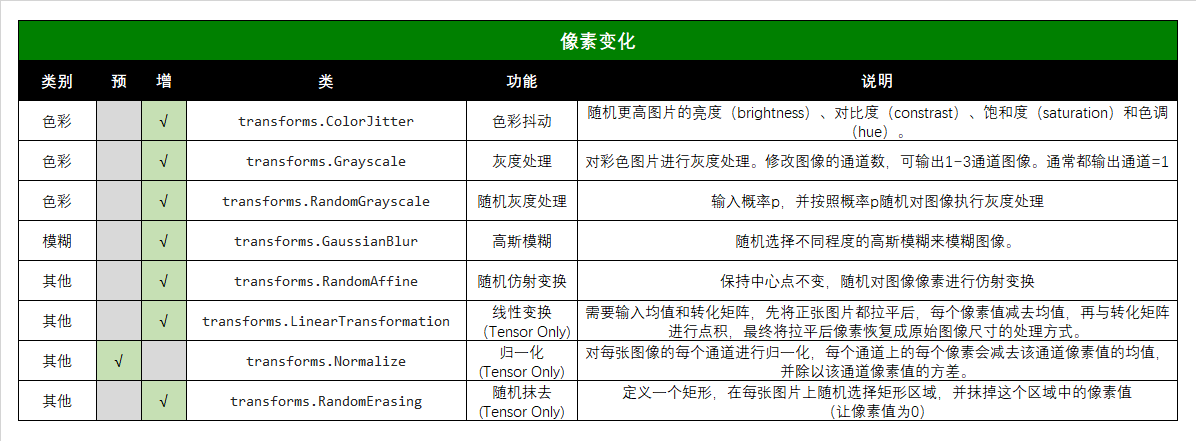 像素变化
类别 预 增 类 功能 说明
色彩 √ transforms.ColorJitter 色彩抖动 随机更高图片的亮度（brightness）、对比度（constrast）、饱和度（saturation）和色调
（hue）。
色彩 √ transforms.Grayscale 灰度处理 对彩色图片进行灰度处理。修改图像的通道数，可输出1-3通道图像。通常都输出通道=1
色彩 √ transforms.RandomGrayscale 随机灰度处理 输入概率p，并按照概率p随机对图像执行灰度处理
模糊 √ transforms.GaussianBlur 高斯模糊 随机选择不同程度的高斯模糊来模糊图像。
其他 √ transforms.RandomAffine 随机仿射变换 保持中心点不变，随机对图像像素进行仿射变换
其他 √ transforms.LinearTransformation 线性变换 需要输入均值和转化矩阵，先将正张图片都拉平后，每个像素值减去均值，再与转化矩阵
（Tensor Only) 进行点积，最终将拉平后像素恢复成原始图像尺寸的处理方式。
其他 √ transforms.Normalize 归一化 对每张图像的每个通道进行归一化，每个通道上的每个像素会减去该通道像素值的均值，
(Tensor Only) 并除以该通道像素值的方差。
其他 √ transforms.RandomErasing 随机抹去 定义一个矩形，在每张图片上随机选择矩形区域，并抹掉这个区域中的像素值
(Tensor Only) （让像素值为0）